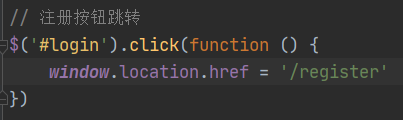 // 注册按钮跳转
$('#login').click(function () {
    window.location.href = '/register'
})